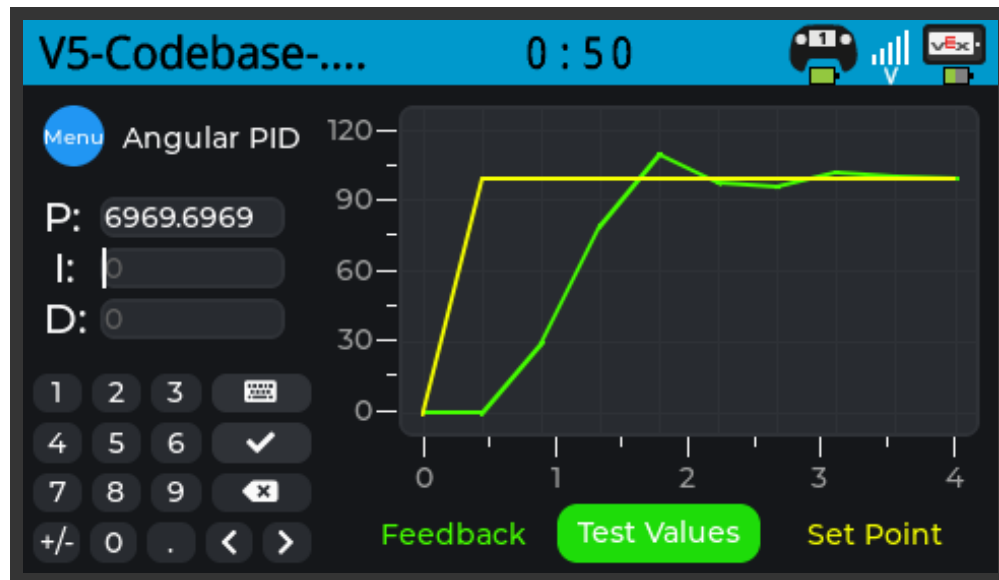 V5-Codebase-.... 0:50 1 V VEX
Menu Angular PID
P: 6969.6969
I: 0
D: 0
1 2 3
4 5 6
7 8 9
+/- 0 .
120
90
60
30
0
0 1 2 3 4
Feedback Test Values Set Point